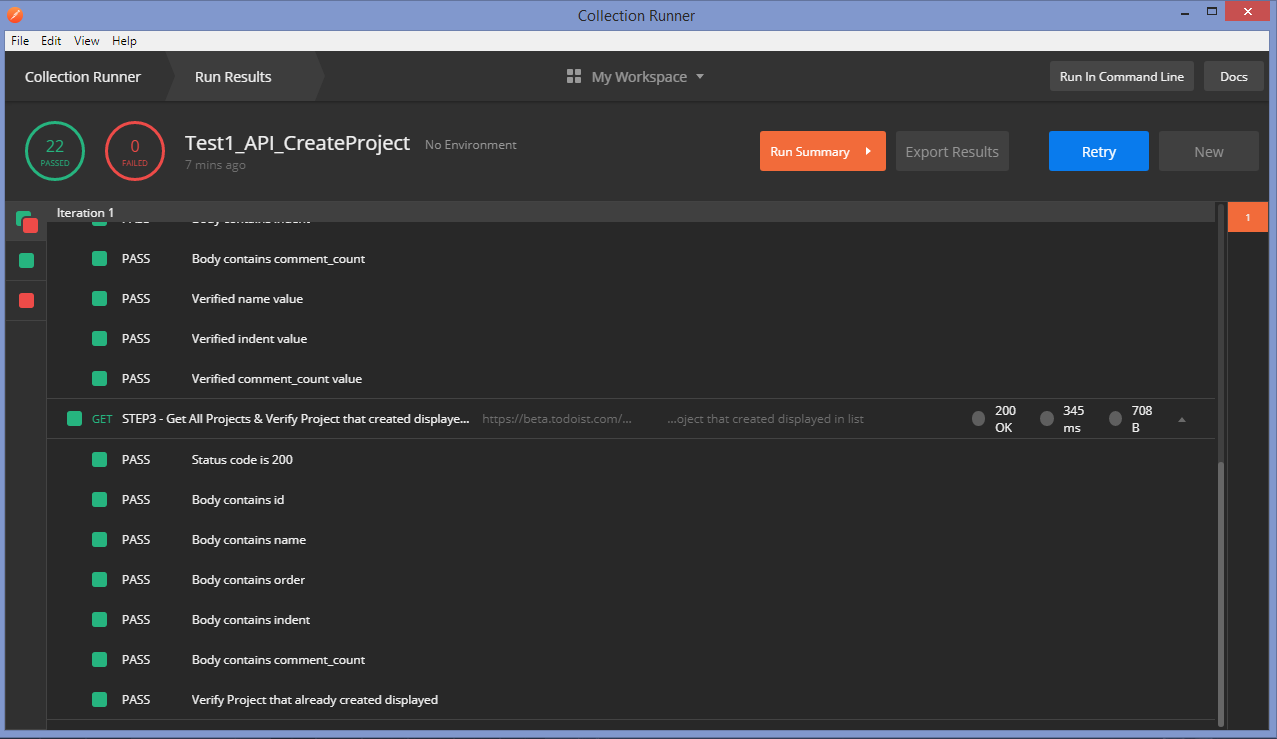 Collection Runner
File Edit View Help
Collection Runner Run Results My Workspace Run In Command Line Docs
22 PASSED
0 FAILED
Test1_API_CreateProject No Environment
7 mins ago
Run Summary Export Results Retry New
Iteration 1
1
Body contains indent
PASS Body contains comment_count
PASS Verified name value
PASS Verified indent value
PASS Verified comment_count value
GET STEP3 - Get All Projects & Verify Project that created displaye... https://beta.todoist.com/... ...oject that created displayed in list 200 OK 345 ms 708 B
PASS Status code is 200
PASS Body contains id
PASS Body contains name
PASS Body contains order
PASS Body contains indent
PASS Body contains comment_count
PASS Verify Project that already created displayed